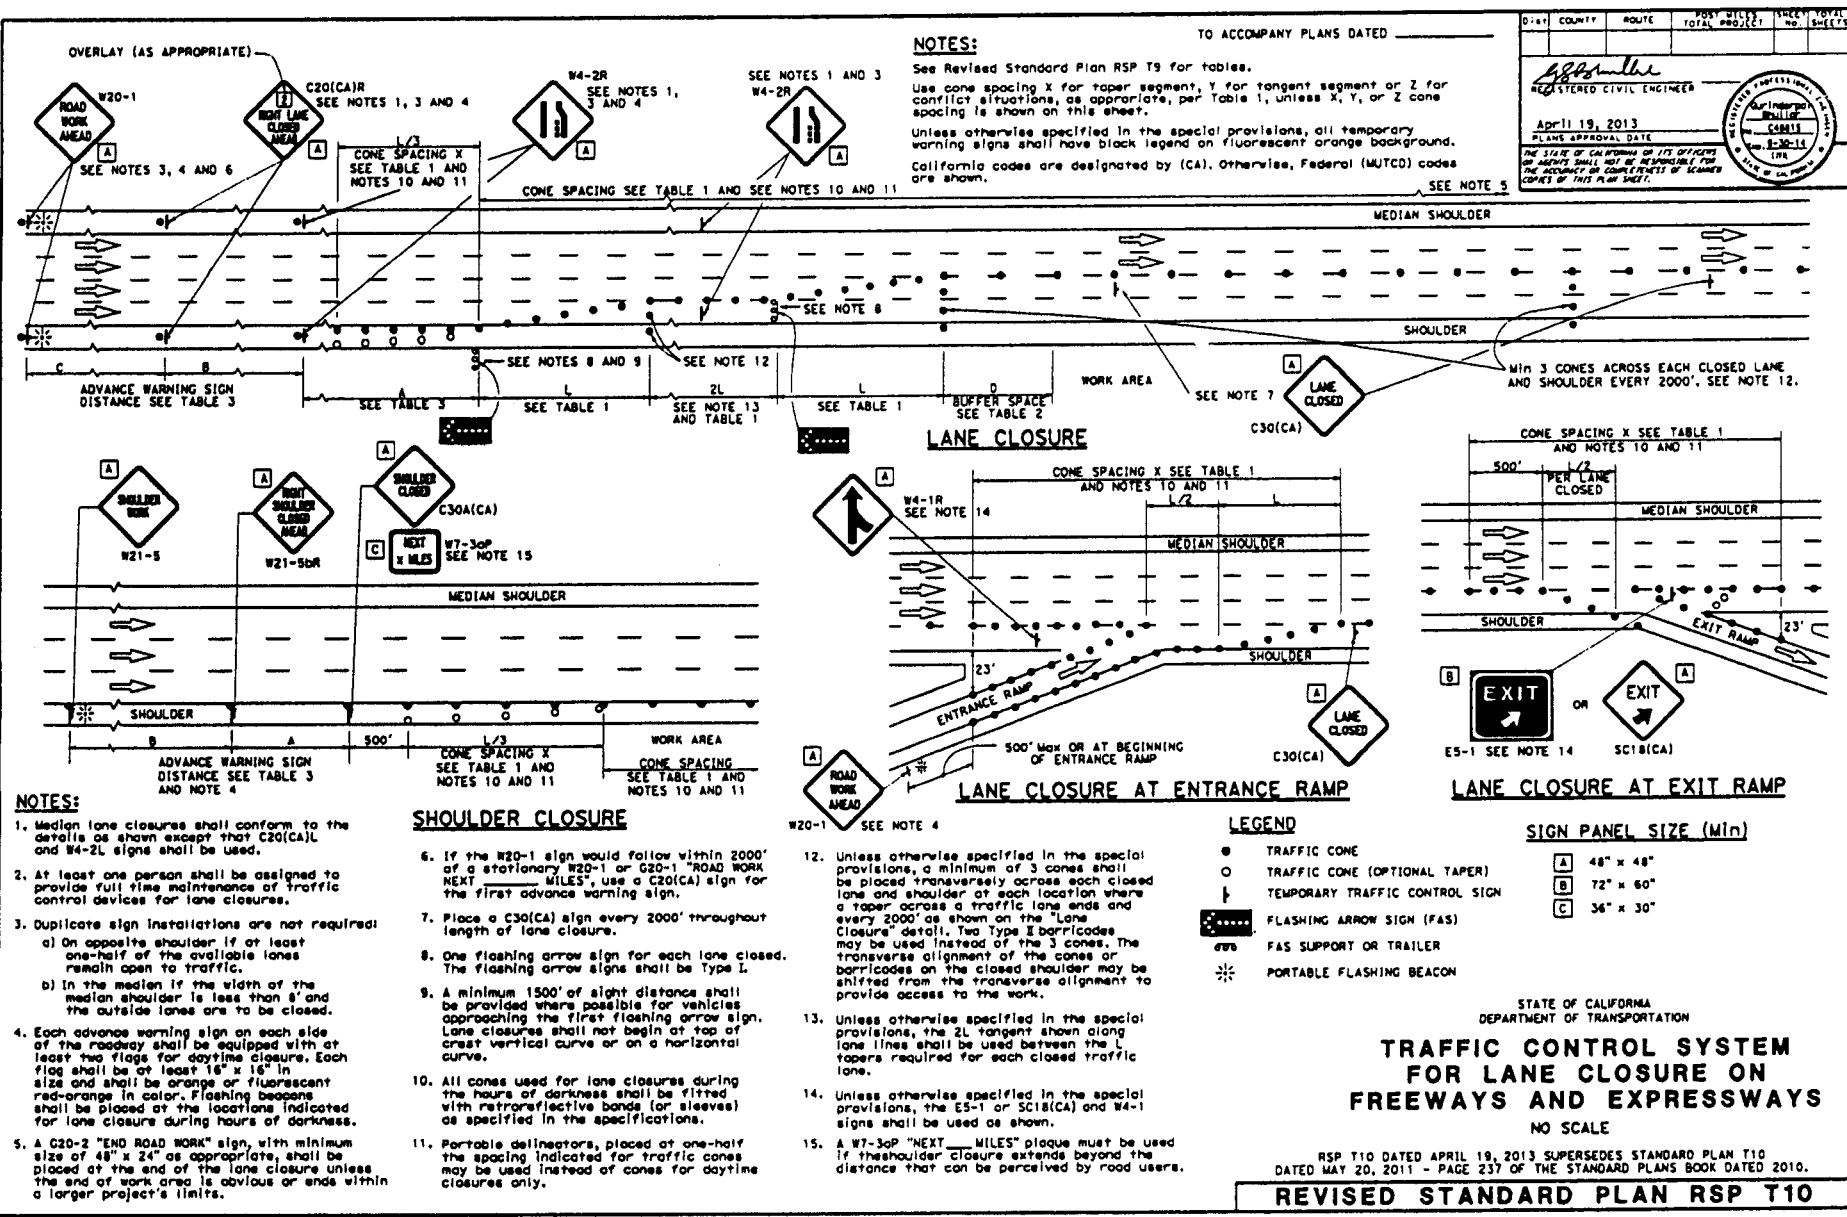 OVERLAY (AS APPROPRIATE)
ROAD
WORK
AHEAD
W20-1
SEE NOTES 3, 4 AND 6
1
2
RIGHT LANE
CLOSED
AHEAD
C20(CA)R
SEE NOTES 1, 3 AND 4
A
A
L/3
CONE SPACING X
SEE TABLE 1 AND
NOTES 10 AND 11
W4-2R
SEE NOTES 1,
3 AND 4
A
SEE NOTES 1 AND 3
W4-2R
A
CONE SPACING SEE TABLE 1 AND SEE NOTES 10 AND 11
SEE NOTE 5
NOTES:
TO ACCOMPANY PLANS DATED
See Revised Standard Plan RSP T9 for tables.
Use cone spacing X for taper segment, Y for tangent segment or Z for
conflict situations, as approriate, per Table 1, unless X, Y, or Z cone
spacing is shown on this sheet.
Unless otherwise specified in the special provisions, all temporary
warning signs shall have black legend on fluorescent orange background.
California codes are designated by (CA). Otherwise, Federal (MUTCD) codes
are shown.
Dist COUNTY ROUTE POST MILES TOTAL PROJECT SHEET No. TOTAL SHEETS
REGISTERED CIVIL ENGINEER
April 19, 2013
PLANS APPROVAL DATE
THE STATE OF CALIFORNIA OR ITS OFFICERS
OR AGENTS SHALL NOT BE RESPONSIBLE FOR
THE ACCURACY OR COMPLETENESS OF SCANNED
COPIES OF THIS PLAN SHEET.
REGISTERED PROFESSIONAL ENGINEER
Gurinderpal
Bhullar
CIVIL
STATE OF CALIFORNIA
MEDIAN SHOULDER
SEE NOTE 8
SHOULDER
C
B
ADVANCE WARNING SIGN
DISTANCE SEE TABLE 3
A
SEE TABLE 3
SEE NOTES 8 AND 9
L
SEE TABLE 1
SEE NOTE 12
2L
SEE NOTE 13
AND TABLE 1
L
SEE TABLE 1
D
BUFFER SPACE
SEE TABLE 2
WORK AREA
SEE NOTE 7
A
LANE
CLOSED
C30(CA)
Min 3 CONES ACROSS EACH CLOSED LANE
AND SHOULDER EVERY 2000'. SEE NOTE 12.
LANE CLOSURE
A
SHOULDER
WORK
W21-5
A
RIGHT
SHOULDER
CLOSED
AHEAD
W21-5bR
A
SHOULDER
CLOSED
C30A(CA)
C
NEXT
X MILES
W7-3aP
SEE NOTE 15
MEDIAN SHOULDER
SHOULDER
B
A
500'
L/3
WORK AREA
ADVANCE WARNING SIGN
DISTANCE SEE TABLE 3
AND NOTE 4
CONE SPACING X
SEE TABLE 1 AND
NOTES 10 AND 11
CONE SPACING
SEE TABLE 1 AND
NOTES 10 AND 11
SHOULDER CLOSURE
A
W4-1R
SEE NOTE 14
CONE SPACING X SEE TABLE 1
AND NOTES 10 AND 11
L/2
L
MEDIAN SHOULDER
SHOULDER
23'
ENTRANCE RAMP
500' Max OR AT BEGINNING
OF ENTRANCE RAMP
A
LANE
CLOSED
C30(CA)
A
ROAD
WORK
AHEAD
W20-1
SEE NOTE 4
LANE CLOSURE AT ENTRANCE RAMP
CONE SPACING X SEE TABLE 1
AND NOTES 10 AND 11
500'
L/2
PER LANE
CLOSED
MEDIAN SHOULDER
SHOULDER
EXIT RAMP
23'
B
EXIT
OR
EXIT
A
E5-1 SEE NOTE 14
SC18(CA)
LANE CLOSURE AT EXIT RAMP
NOTES:
1. Median lane closures shall conform to the
details as shown except that C20(CA)L
and W4-2L signs shall be used.
2. At least one person shall be assigned to
provide full time maintenance of traffic
control devices for lane closures.
3. Duplicate sign installations are not required:
a) On opposite shoulder if at least
one-half of the available lanes
remain open to traffic.
b) In the median if the width of the
median shoulder is less than 8' and
the outside lanes are to be closed.
4. Each advance warning sign on each side
of the roadway shall be equipped with at
least two flags for daytime closure. Each
flag shall be at least 16" x 16" in
size and shall be orange or fluorescent
red-orange in color. Flashing beacons
shall be placed at the locations indicated
for lane closure during hours of darkness.
5. A G20-2 "END ROAD WORK" sign, with minimum
size of 48" x 24" as appropriate, shall be
placed at the end of the lane closure unless
the end of work area is obvious or ends within
a larger project's limits.
6. If the W20-1 sign would follow within 2000'
of a stationary W20-1 or G20-1 "ROAD WORK
NEXT ____ MILES", use a C20(CA) sign for
the first advance warning sign.
7. Place a C30(CA) sign every 2000' throughout
length of lane closure.
8. One flashing arrow sign for each lane closed.
The flashing arrow signs shall be Type I.
9. A minimum 1500' of sight distance shall
be provided where possible for vehicles
approaching the first flashing arrow sign.
Lane closures shall not begin at top of
crest vertical curve or on a horizontal
curve.
10. All cones used for lane closures during
the hours of darkness shall be fitted
with retroreflective bands (or sleeves)
as specified in the specifications.
11. Portable delineators, placed at one-half
the spacing indicated for traffic cones
may be used instead of cones for daytime
closures only.
12. Unless otherwise specified in the special
provisions, a minimum of 3 cones shall
be placed transversely across each closed
lane and shoulder at each location where
a taper across a traffic lane ends and
every 2000' as shown on the "Lane
Closure" detail. Two Type II barricades
may be used instead of the 3 cones. The
transverse alignment of the cones or
barricades on the closed shoulder may be
shifted from the transverse alignment to
provide access to the work.
13. Unless otherwise specified in the special
provisions, the 2L tangent shown along
lane lines shall be used between the L
tapers required for each closed traffic
lane.
14. Unless otherwise specified in the special
provisions, the E5-1 or SC18(CA) and W4-1
signs shall be used.
15. A W7-3aP "NEXT ___ MILES" plaque must be used
if theshoulder closure extends beyond the
distance that can be perceived by road users.
LEGEND
TRAFFIC CONE
TRAFFIC CONE (OPTIONAL TAPER)
TEMPORARY TRAFFIC CONTROL SIGN
FLASHING ARROW SIGN (FAS)
FAS SUPPORT OR TRAILER
PORTABLE FLASHING BEACON
SIGN PANEL SIZE (Min)
A 48" x 48"
B 72" x 60"
C 36" x 30"
STATE OF CALIFORNIA
DEPARTMENT OF TRANSPORTATION
TRAFFIC CONTROL SYSTEM
FOR LANE CLOSURE ON
FREEWAYS AND EXPRESSWAYS
NO SCALE
RSP T10 DATED APRIL 19, 2013 SUPERSEDES STANDARD PLAN T10
DATED MAY 20, 2011 - PAGE 237 OF THE STANDARD PLANS BOOK DATED 2010.
REVISED STANDARD PLAN RSP T10